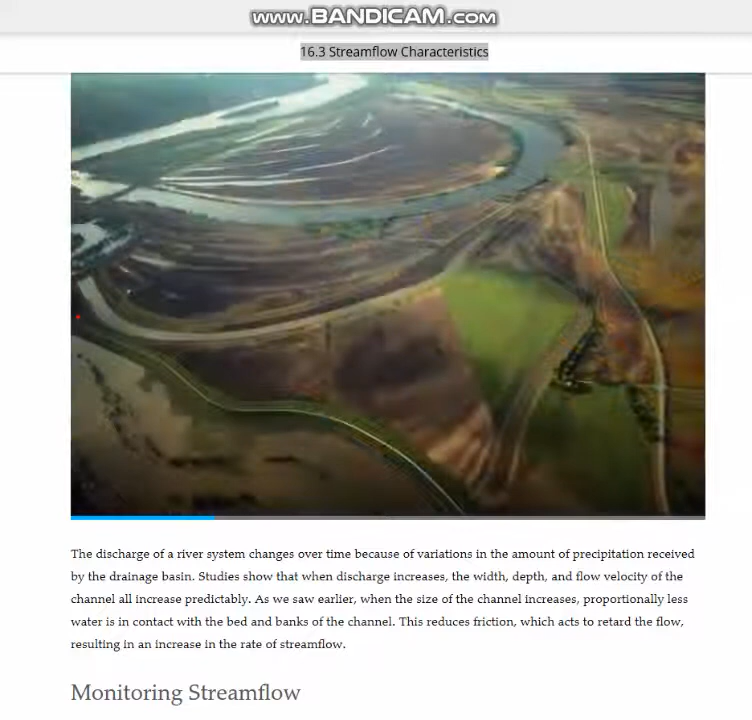 www.BANDICAM.com
16.3 Streamflow Characteristics
The discharge of a river system changes over time because of variations in the amount of precipitation received
by the drainage basin. Studies show that when discharge increases, the width, depth, and flow velocity of the
channel all increase predictably. As we saw earlier, when the size of the channel increases, proportionally less
water is in contact with the bed and banks of the channel. This reduces friction, which acts to retard the flow,
resulting in an increase in the rate of streamflow.
Monitoring Streamflow